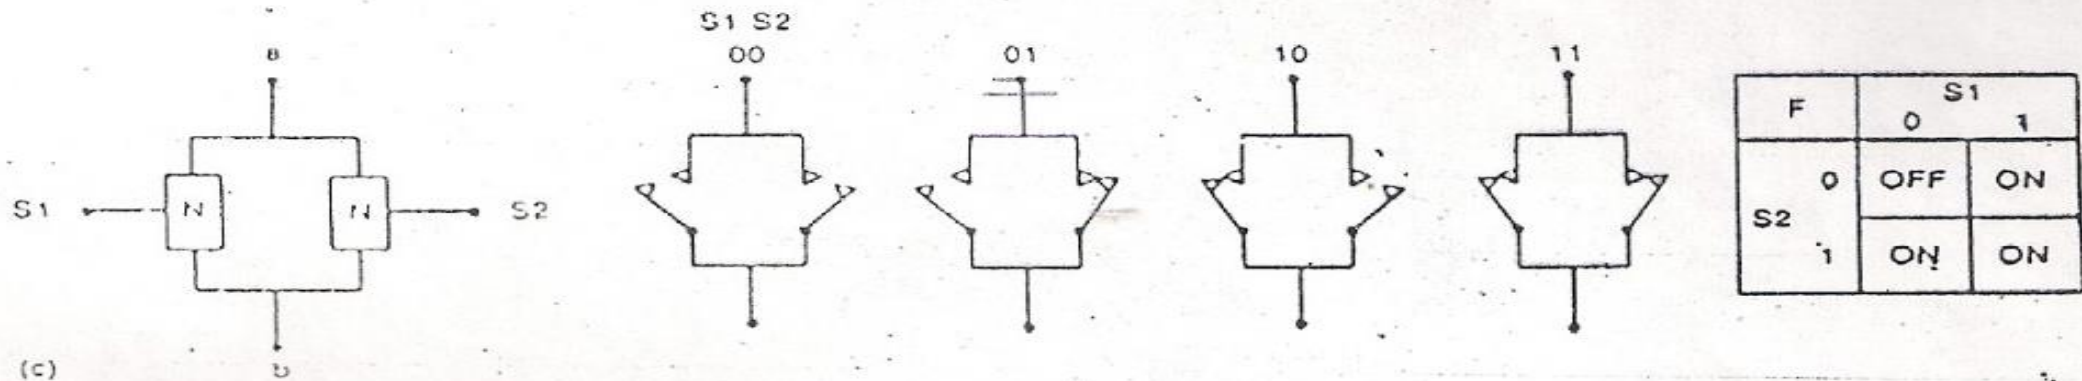 S1 S2
00 01 10 11
S1 N N S2
F S1
0 1
0 OFF ON
S2
1 ON ON
(c)